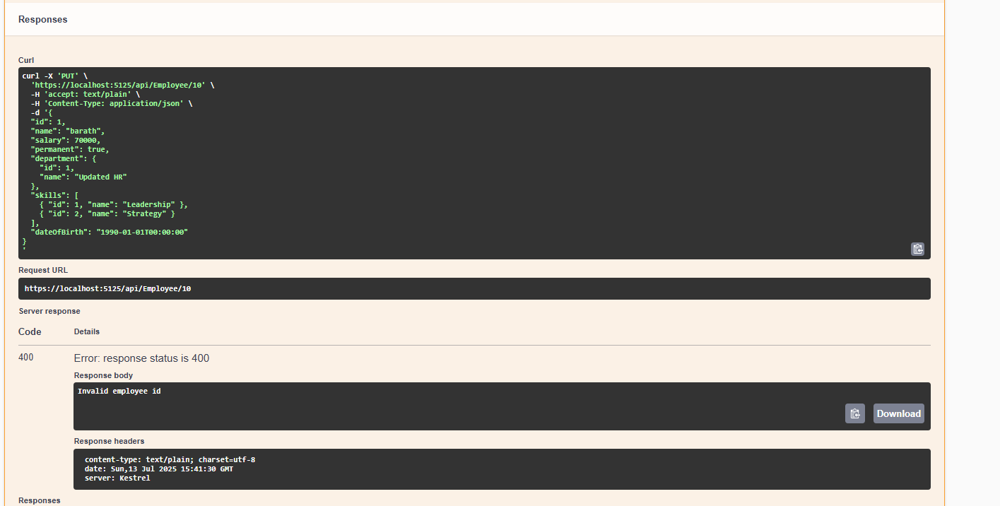 Responses
Curl
curl -X 'PUT' \
  'https://localhost:5125/api/Employee/10' \
  -H 'accept: text/plain' \
  -H 'Content-Type: application/json' \
  -d '{
  "id": 1,
  "name": "barath",
  "salary": 70000,
  "permanent": true,
  "department": {
    "id": 1,
    "name": "Updated HR"
  },
  "skills": [
    { "id": 1, "name": "Leadership" },
    { "id": 2, "name": "Strategy" }
  ],
  "dateOfBirth": "1990-01-01T00:00:00"
}
'
Request URL
https://localhost:5125/api/Employee/10
Server response
Code Details
400 Error: response status is 400
Response body
Invalid employee id
Download
Response headers
content-type: text/plain; charset=utf-8
date: Sun,13 Jul 2025 15:41:30 GMT
server: Kestrel
Responses